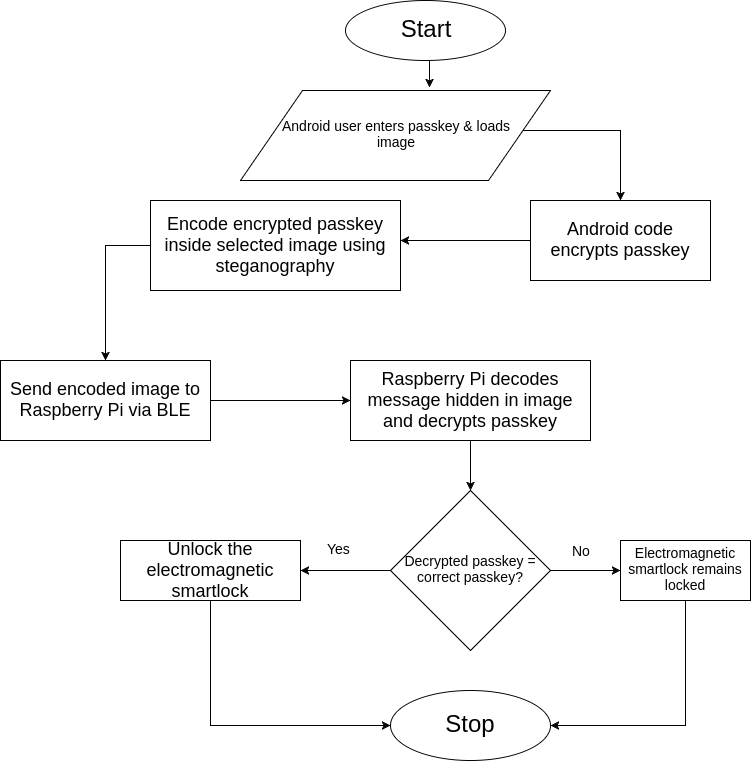 Start
Android user enters passkey & loads
image
Android code
encrypts passkey
Encode encrypted passkey
inside selected image using
steganography
Send encoded image to
Raspberry Pi via BLE
Raspberry Pi decodes
message hidden in image
and decrypts passkey
Decrypted passkey =
correct passkey?
Yes
No
Unlock the
electromagnetic
smartlock
Electromagnetic
smartlock remains
locked
Stop